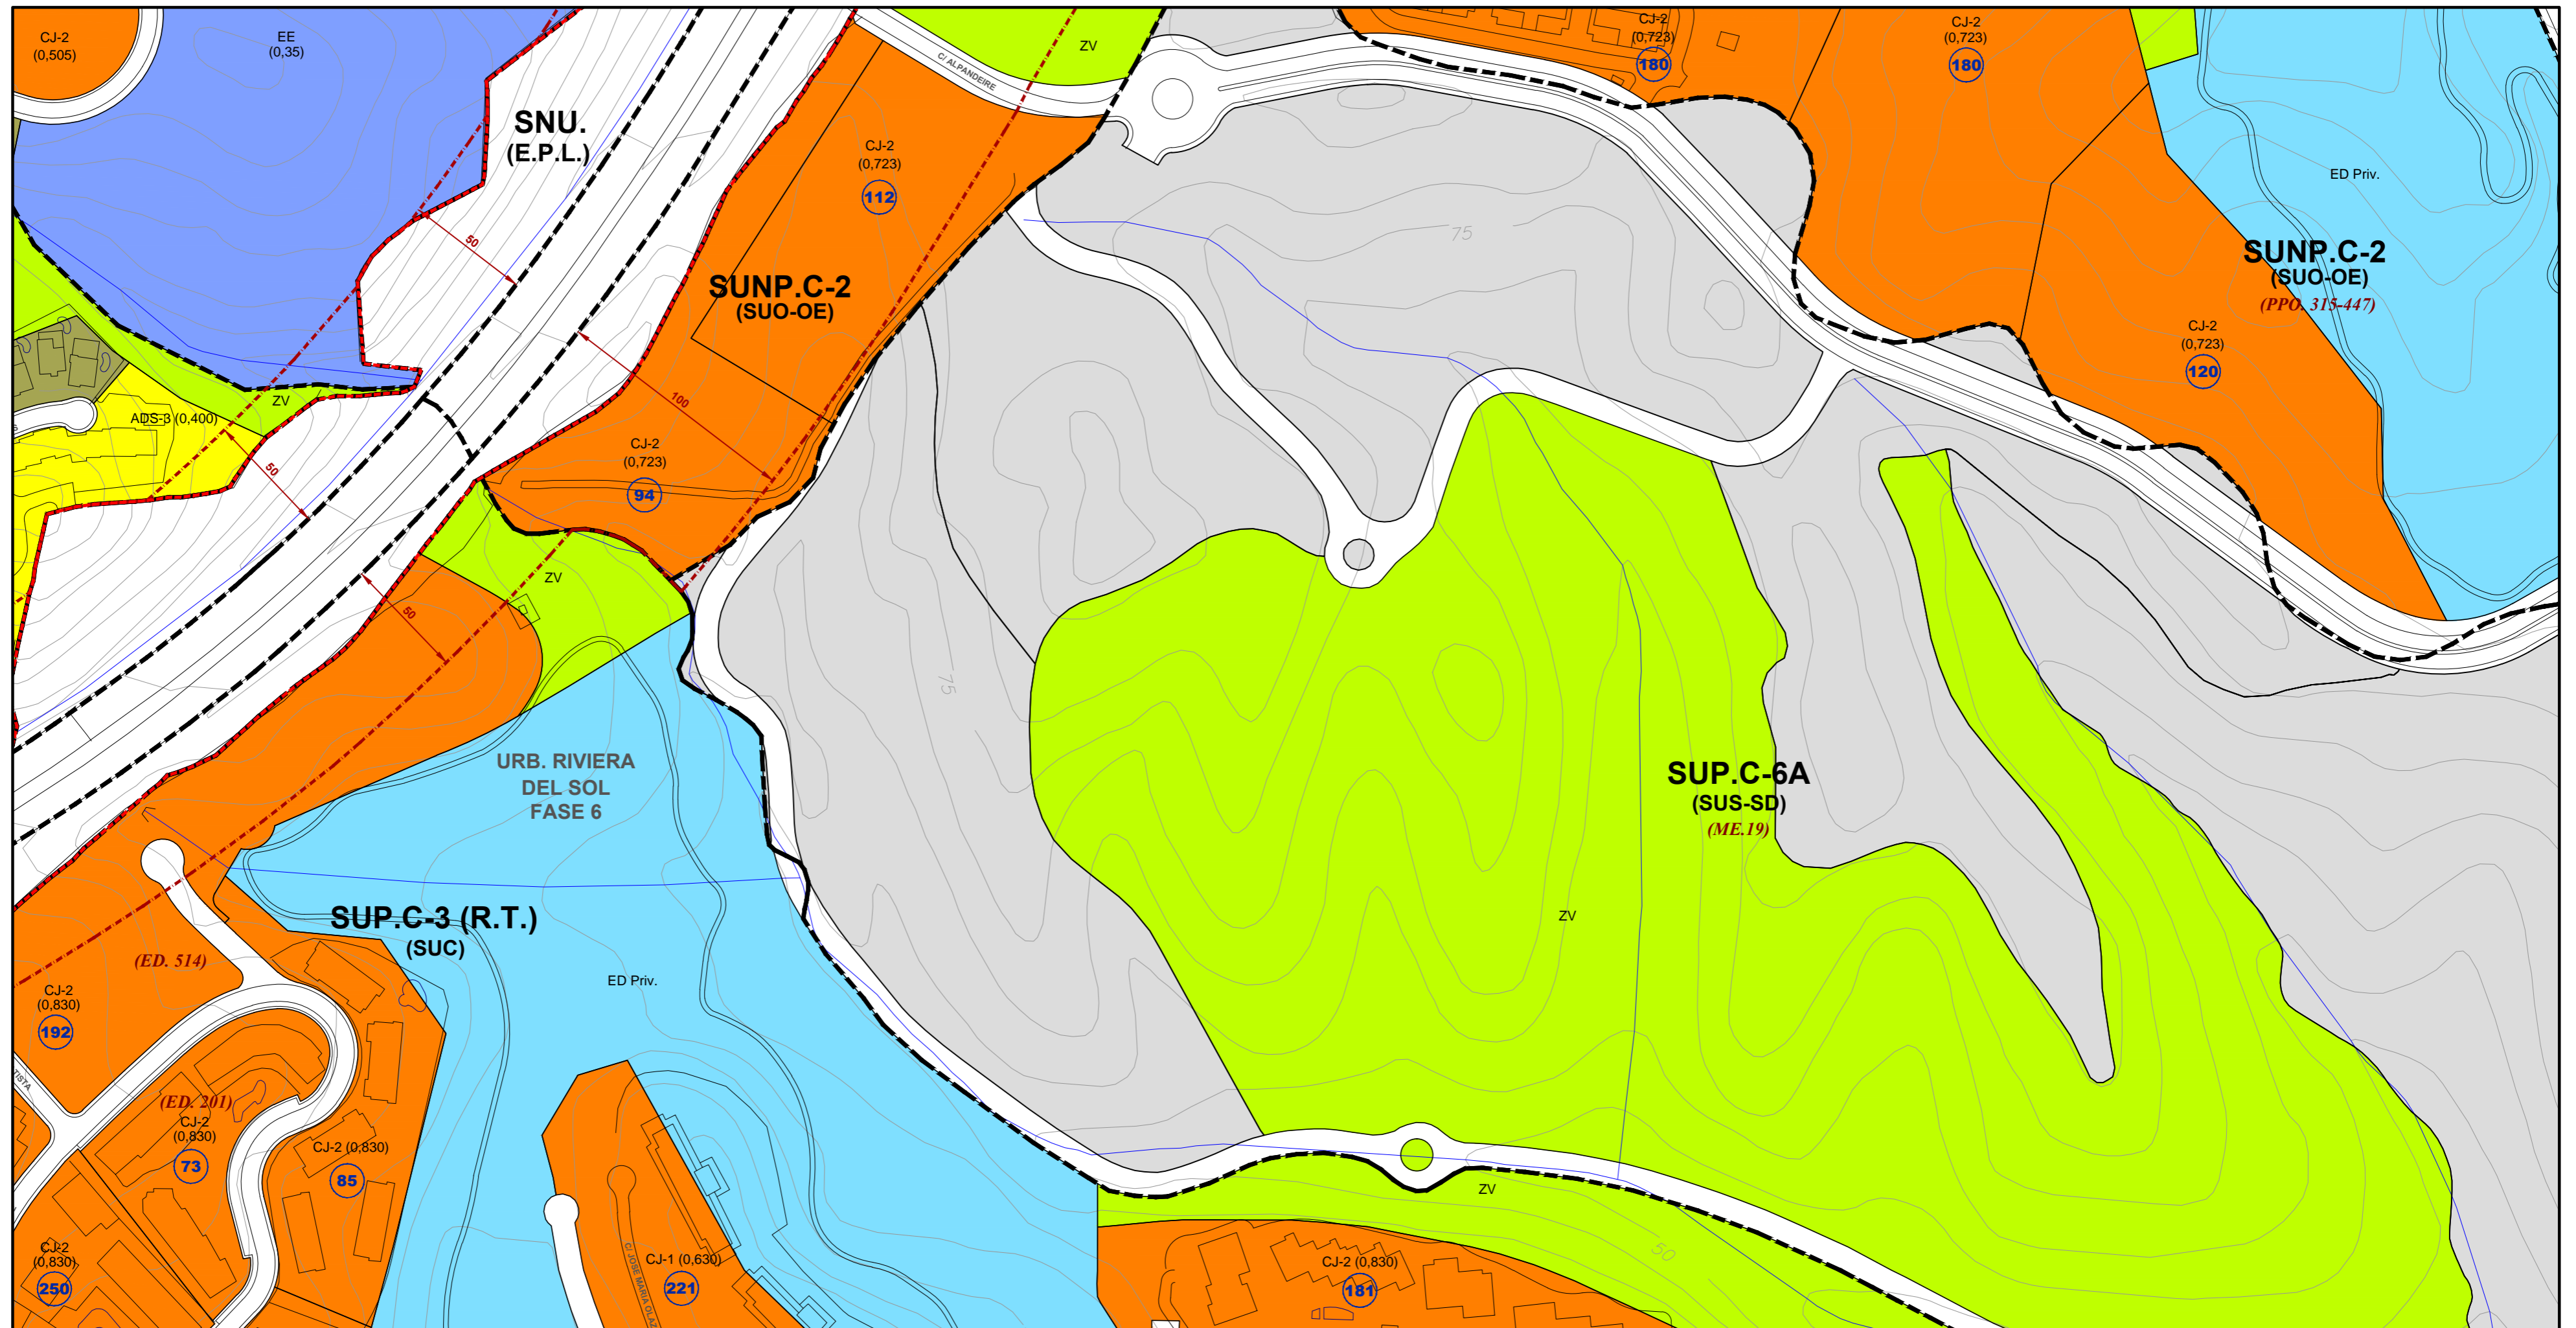 CJ-2
(0,505)
EE
(0,35)
SNU.
(E.P.L.)
C/ ALPANDEIRE
ZV
CJ-2
(0,723)
180
CJ-2
(0,723)
180
ED Priv.
CJ-2
(0,723)
112
50
SUNP.C-2
(SUO-OE)
75
SUNP.C-2
(SUO-OE)
(PPO. 315-447)
CJ-2
(0,723)
120
ZV
ADS-3 (0,400)
50
100
CJ-2
(0,723)
94
ZV
50
75
URB. RIVIERA
DEL SOL
FASE 6
SUP.C-6A
(SUS-SD)
(ME.19)
ZV
SUP.C-3 (R.T.)
(SUC)
(ED. 514)
ED Priv.
CJ-2
(0,830)
192
TISTA
(ED. 201)
CJ-2
(0,830)
73
CJ-2 (0,830)
85
ZV
50
CJ-2
(0,830)
250
CJ-1 (0,630)
221
C/ JOSE MARIA OLAZ
CJ-2 (0,830)
181